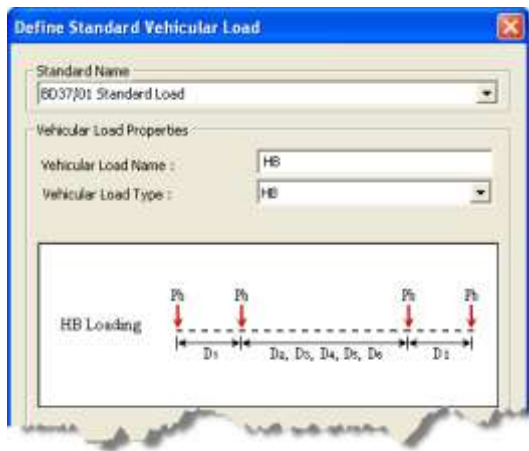 Define Standard Vehicular Load
Standard Name
BD37/01 Standard Load
Vehicular Load Properties
Vehicular Load Name : HB
Vehicular Load Type : HB
Ph Ph Ph Ph
HB Loading
D1 D2, D3, D4, D5, D6 D1